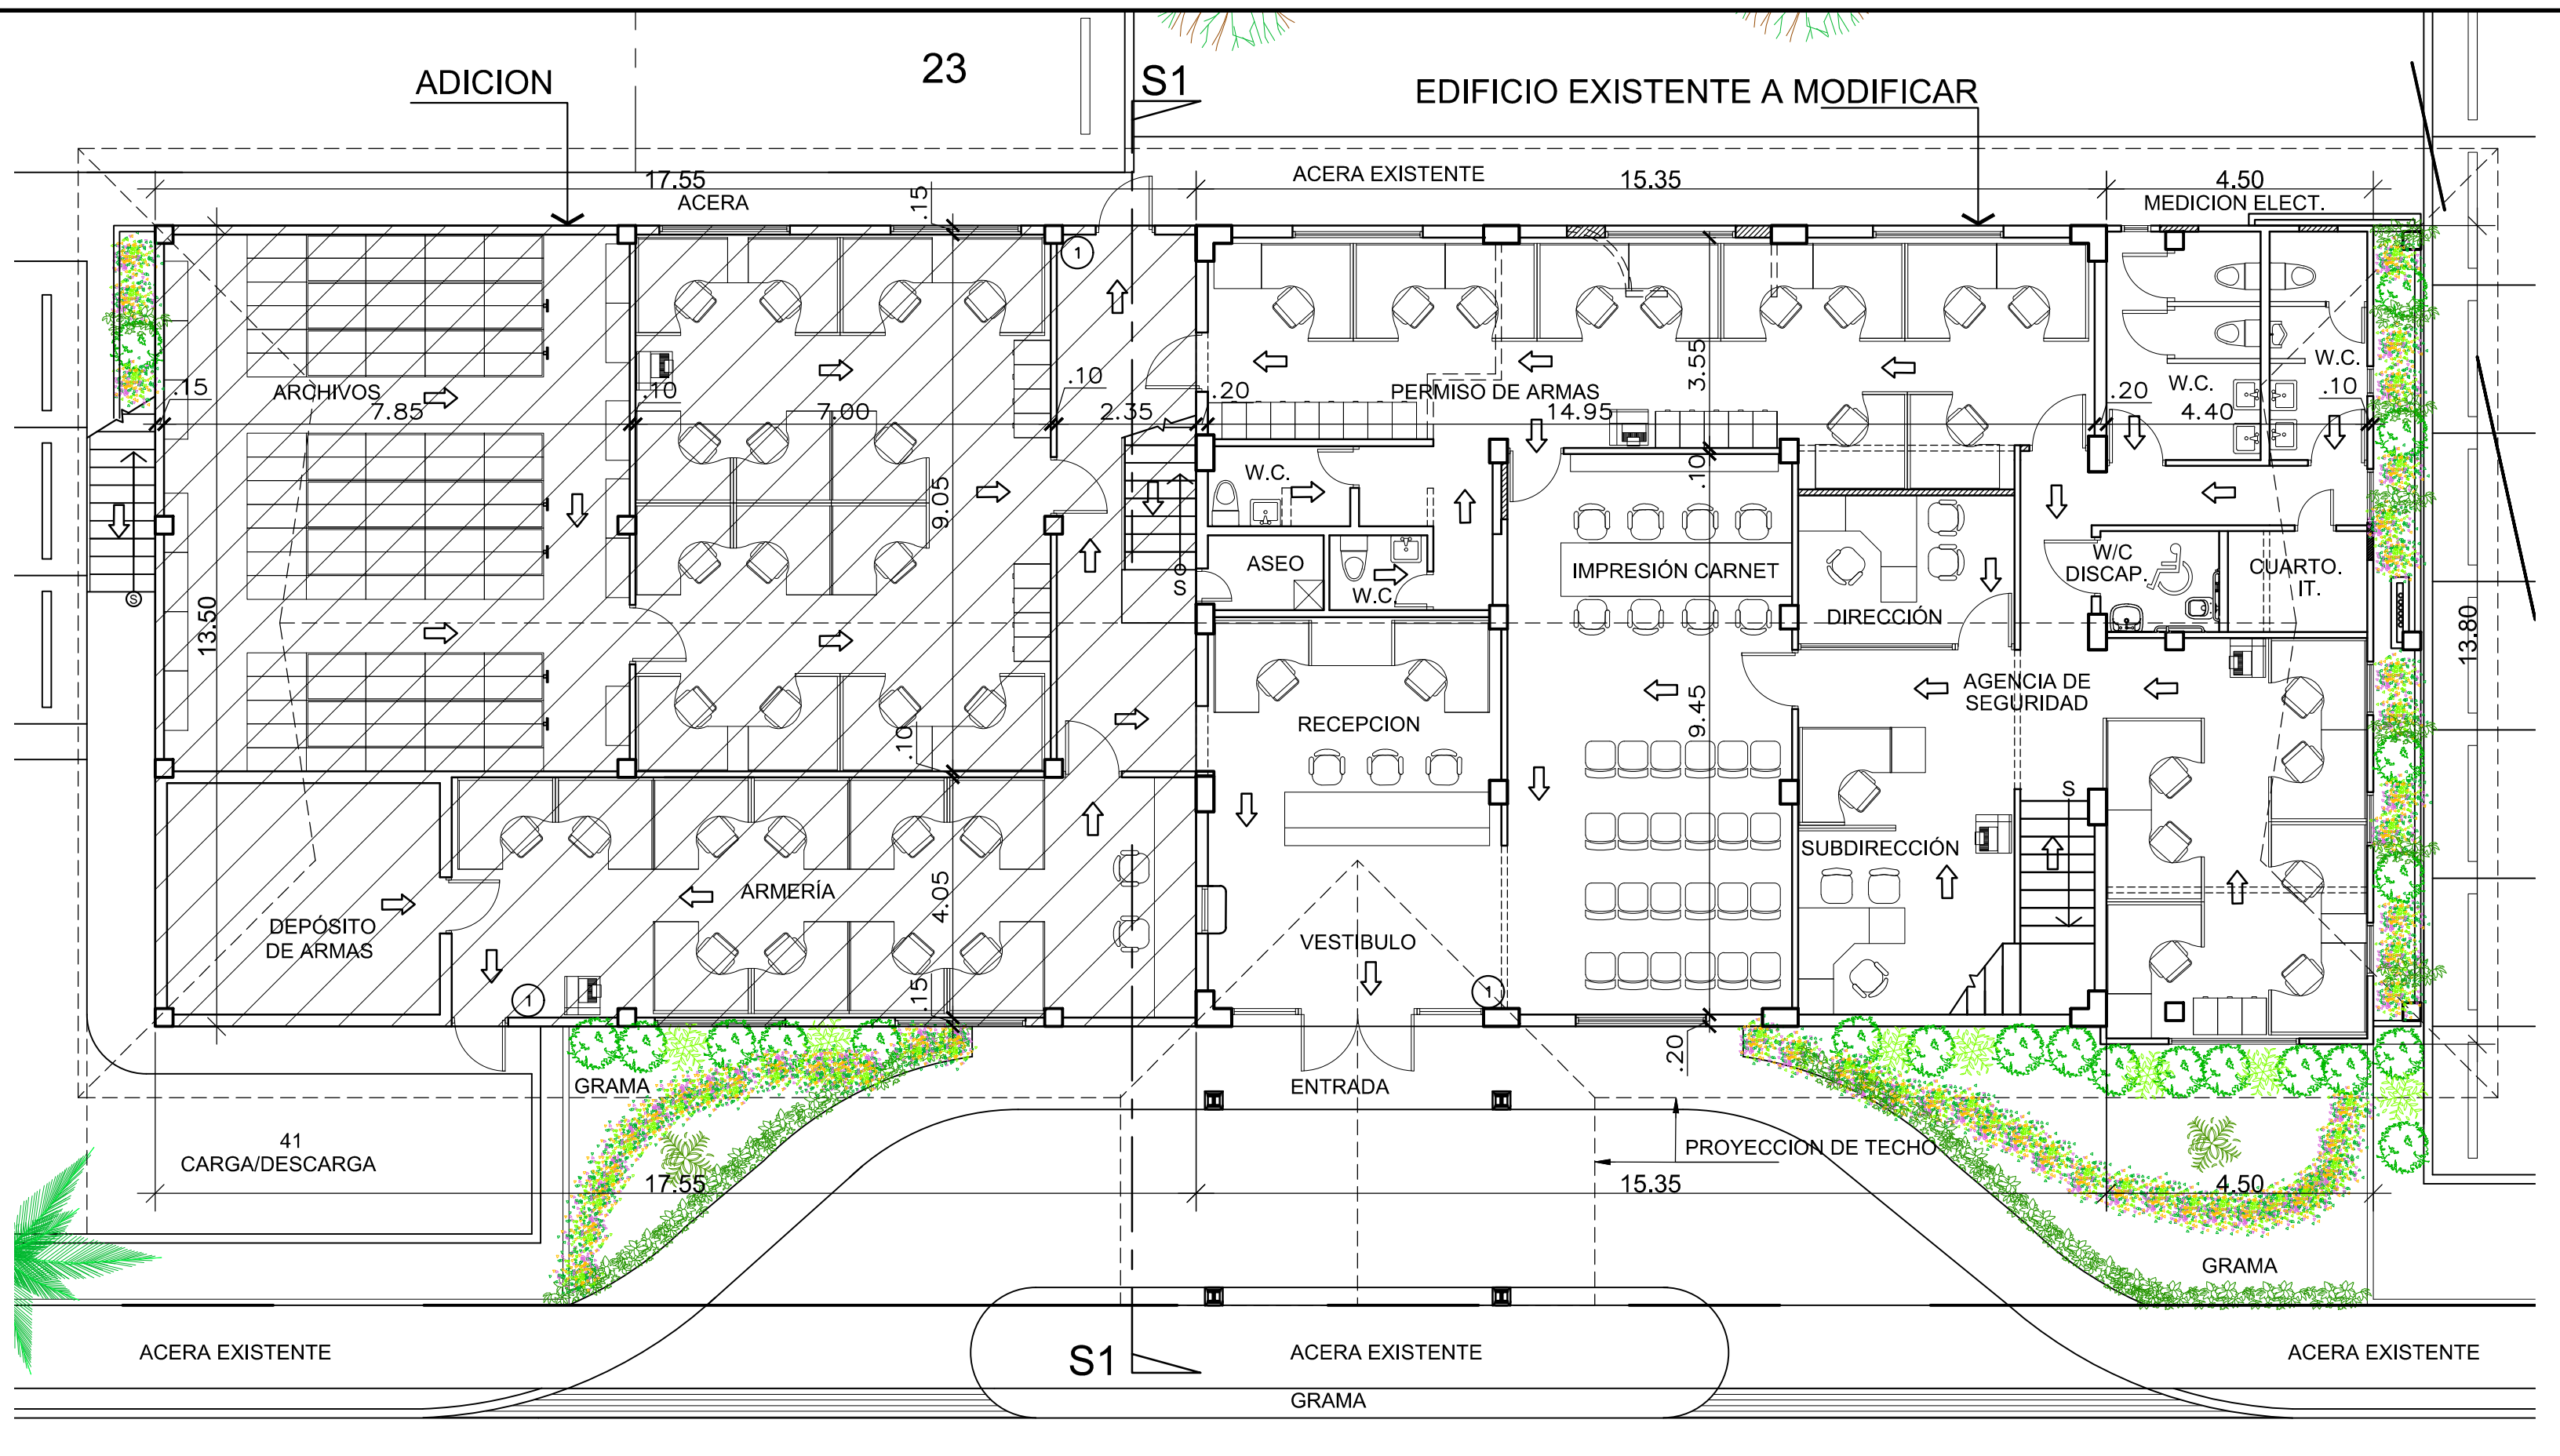 23
ADICION
S1
EDIFICIO EXISTENTE A MODIFICAR
17.55
ACERA
.15
ACERA EXISTENTE
15.35
4.50
MEDICION ELECT.
1
ARCHIVOS
.15
7.85
.10
7.00
.10
2.35
.20
PERMISO DE ARMAS
14.95
3.55
.20
W.C.
4.40
W.C.
.10
W.C.
.10
9.05
ASEO
W.C.
S
IMPRESIÓN CARNET
W/C
DISCAP.
CUARTO.
IT.
S
13.50
DIRECCIÓN
13.80
RECEPCION
9.45
AGENCIA DE
SEGURIDAD
.10
S
SUBDIRECCIÓN
ARMERÍA
4.05
DEPÓSITO
DE ARMAS
VESTIBULO
.15
1
1
.20
GRAMA
ENTRADA
41
CARGA/DESCARGA
PROYECCION DE TECHO
17.55
15.35
4.50
GRAMA
ACERA EXISTENTE
S1
ACERA EXISTENTE
ACERA EXISTENTE
GRAMA